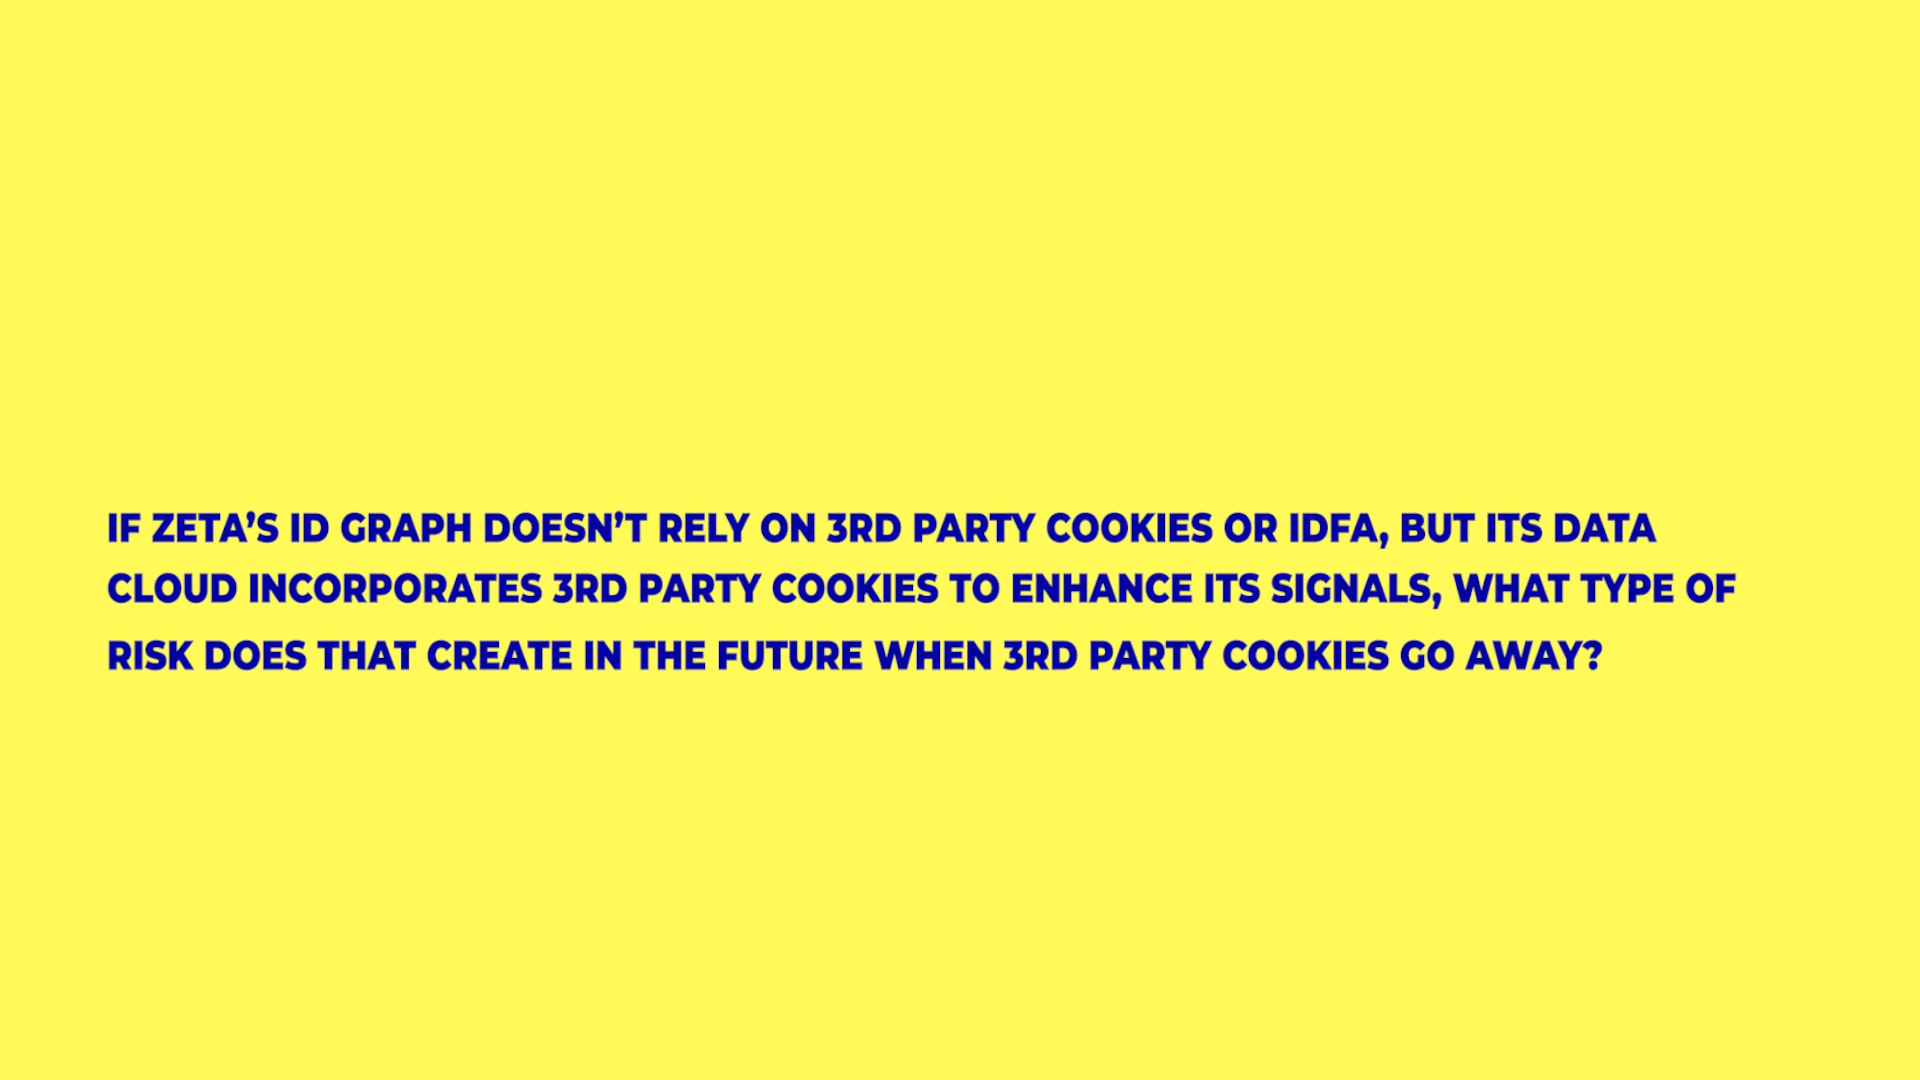 IF ZETA’S ID GRAPH DOESN’T RELY ON 3RD PARTY COOKIES OR IDFA, BUT ITS DATA
CLOUD INCORPORATES 3RD PARTY COOKIES TO ENHANCE ITS SIGNALS, WHAT TYPE OF
RISK DOES THAT CREATE IN THE FUTURE WHEN 3RD PARTY COOKIES GO AWAY?